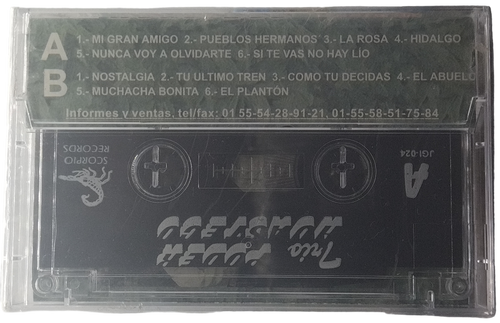 A 1.- MI GRAN AMIGO 2.- PUEBLOS HERMANOS 3.- LA ROSA 4.- HIDALGO
5.- NUNCA VOY A OLVIDARTE 6.- SI TE VAS NO HAY LÍO
B 1.- NOSTALGIA 2.- TU ULTIMO TREN 3.- COMO TU DECIDAS 4.- EL ABUELO
5.- MUCHACHA BONITA 6.- EL PLANTÓN
Informes y ventas. tel/fax: 01 55-54-28-91-21, 01-55-58-51-75-84
Trio PODER
HUASTECO
A
JGI-024
SCORPIO
RECORDS